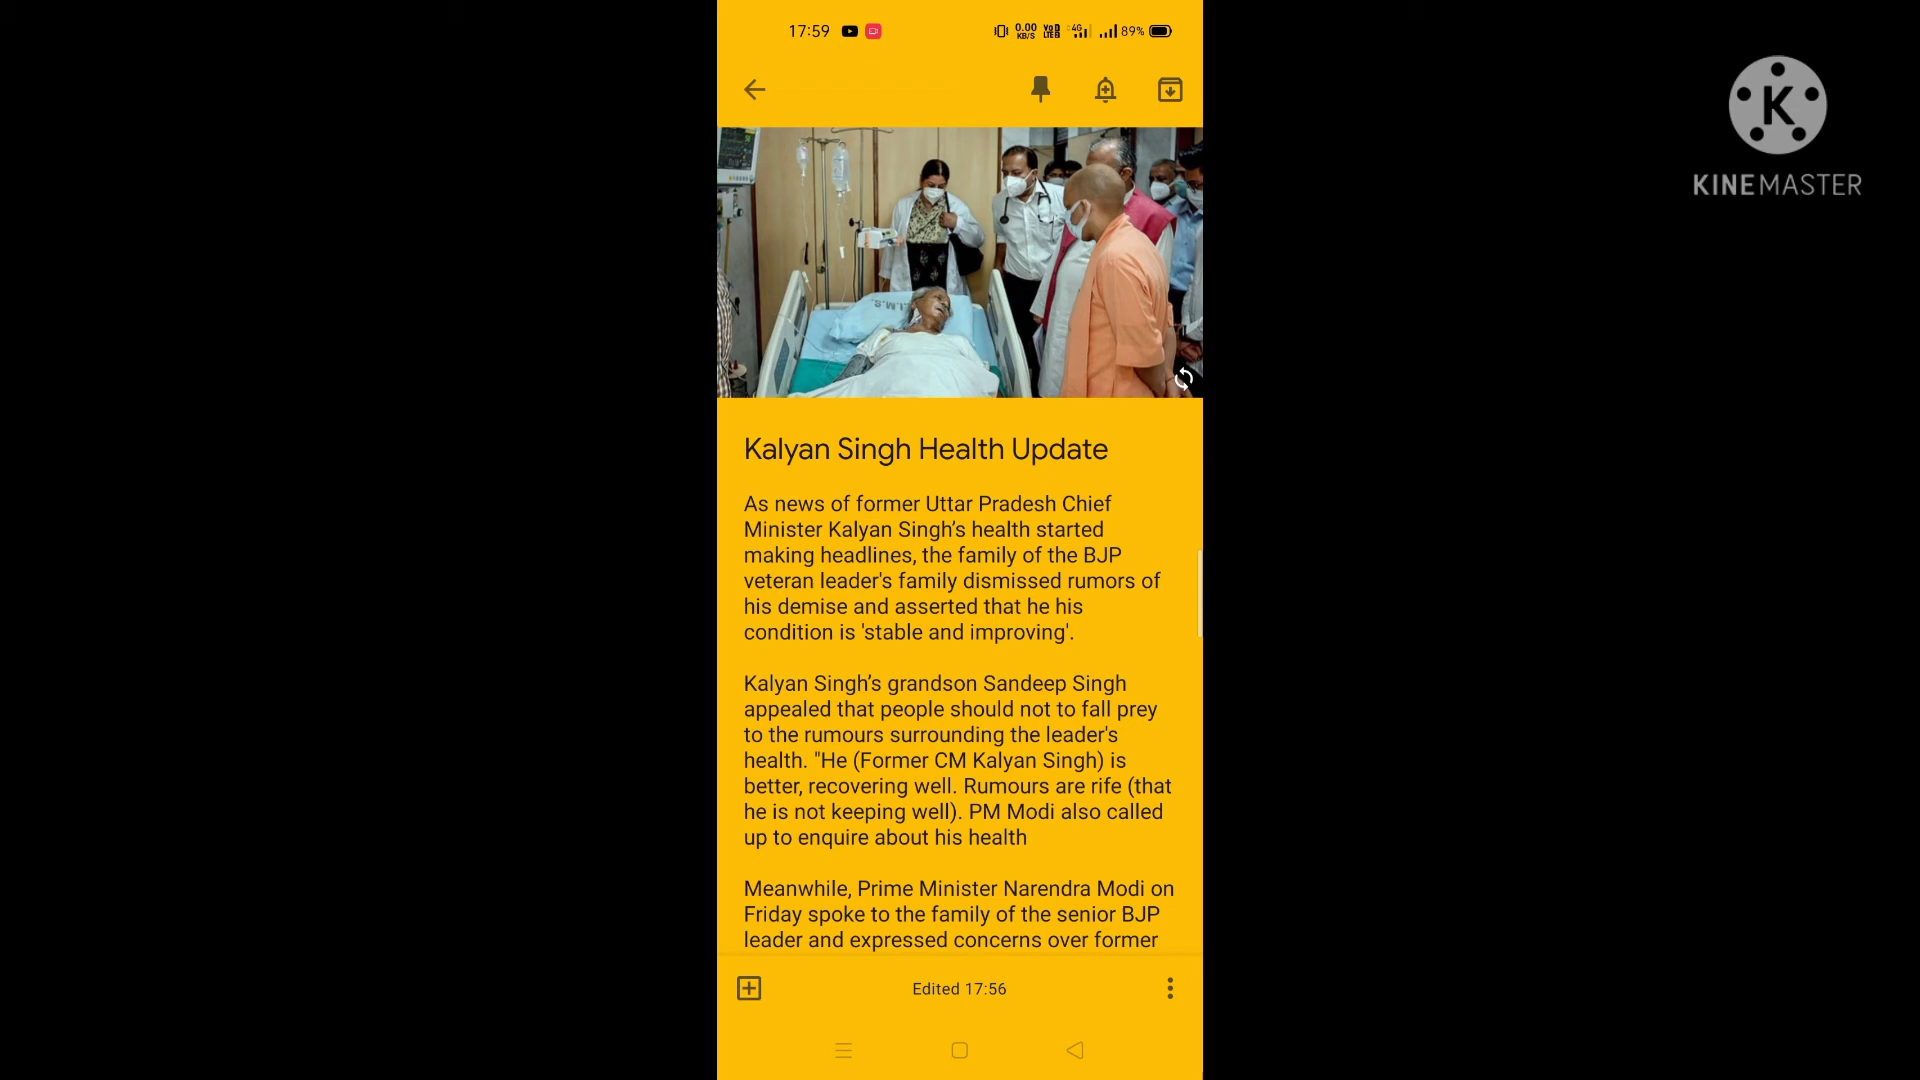 17:59
0.00 KB/S
VoD LTE
4G
89%
K
KINEMASTER
Kalyan Singh Health Update
As news of former Uttar Pradesh Chief
Minister Kalyan Singh’s health started
making headlines, the family of the BJP
veteran leader's family dismissed rumors of
his demise and asserted that he his
condition is 'stable and improving'.
Kalyan Singh’s grandson Sandeep Singh
appealed that people should not to fall prey
to the rumours surrounding the leader's
health. "He (Former CM Kalyan Singh) is
better, recovering well. Rumours are rife (that
he is not keeping well). PM Modi also called
up to enquire about his health
Meanwhile, Prime Minister Narendra Modi on
Friday spoke to the family of the senior BJP
leader and expressed concerns over former
Edited 17:56